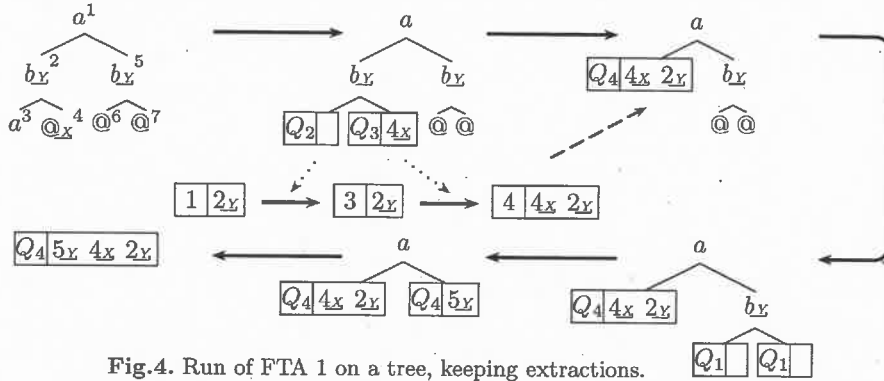 a¹ a a
b_Y² b_Y⁵ b_Y b_Y Q₄ 4_X 2_Y b_Y
a³ @_X⁴ @⁶ @⁷ Q₂ Q₃ 4_X @ @ @ @
1 2_Y 3 2_Y 4 4_X 2_Y
Q₄ 5_Y 4_X 2_Y a a
Q₄ 4_X 2_Y Q₄ 5_Y Q₄ 4_X 2_Y b_Y
Q₁ Q₁
Fig.4. Run of FTA 1 on a tree, keeping extractions.